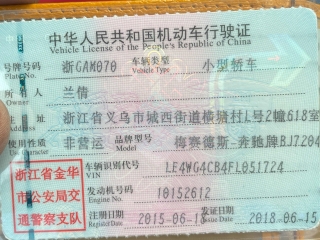 中华人民共和国机动车行驶证
Vehicle License of the People's Republic of China
号牌号码 浙GAM070 车辆类型 小型轿车
Plate No. Vehicle Type
所有人 兰倩
Owner
住址 浙江省义乌市城西街道横塘村1号2幢618室
使用性质 非营运 品牌型号 梅赛德斯-奔驰牌BJ7204
车辆识别代号 LE4WG4CB4FL051724
VIN
发动机号码 10152612
Engine No.
注册日期 2015-06-1 发证日期 2018-06-15
Register Date Issue Date
浙江省金华
市公安局交
通警察支队